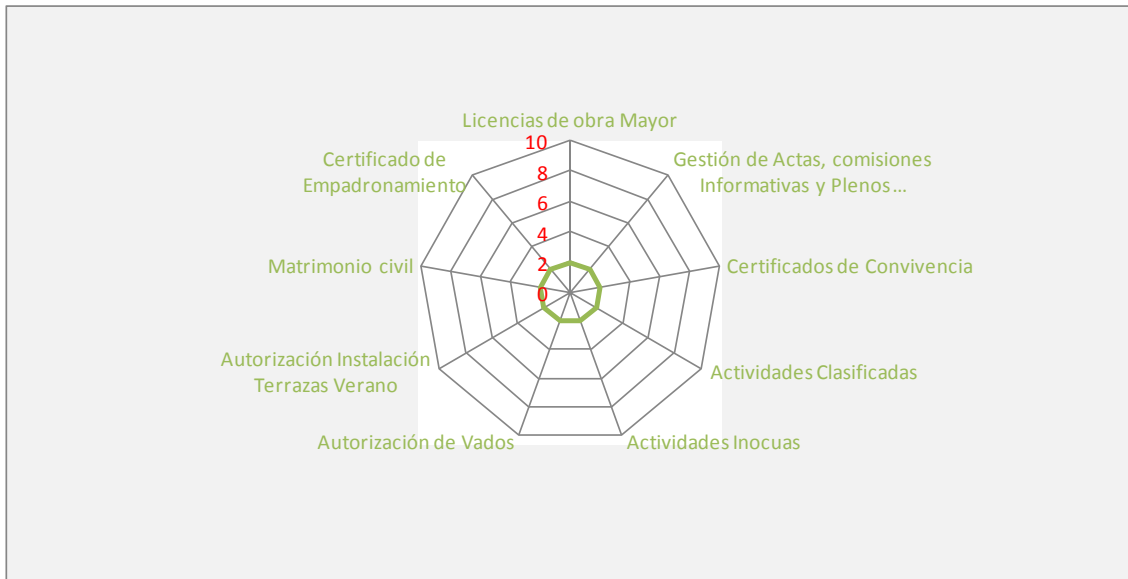 Licencias de obra Mayor
Gestión de Actas, comisiones
Informativas y Plenos…
Certificados de Convivencia
Actividades Clasificadas
Actividades Inocuas
Autorización de Vados
Autorización Instalación
Terrazas Verano
Matrimonio civil
Certificado de
Empadronamiento
10
8
6
4
2
0